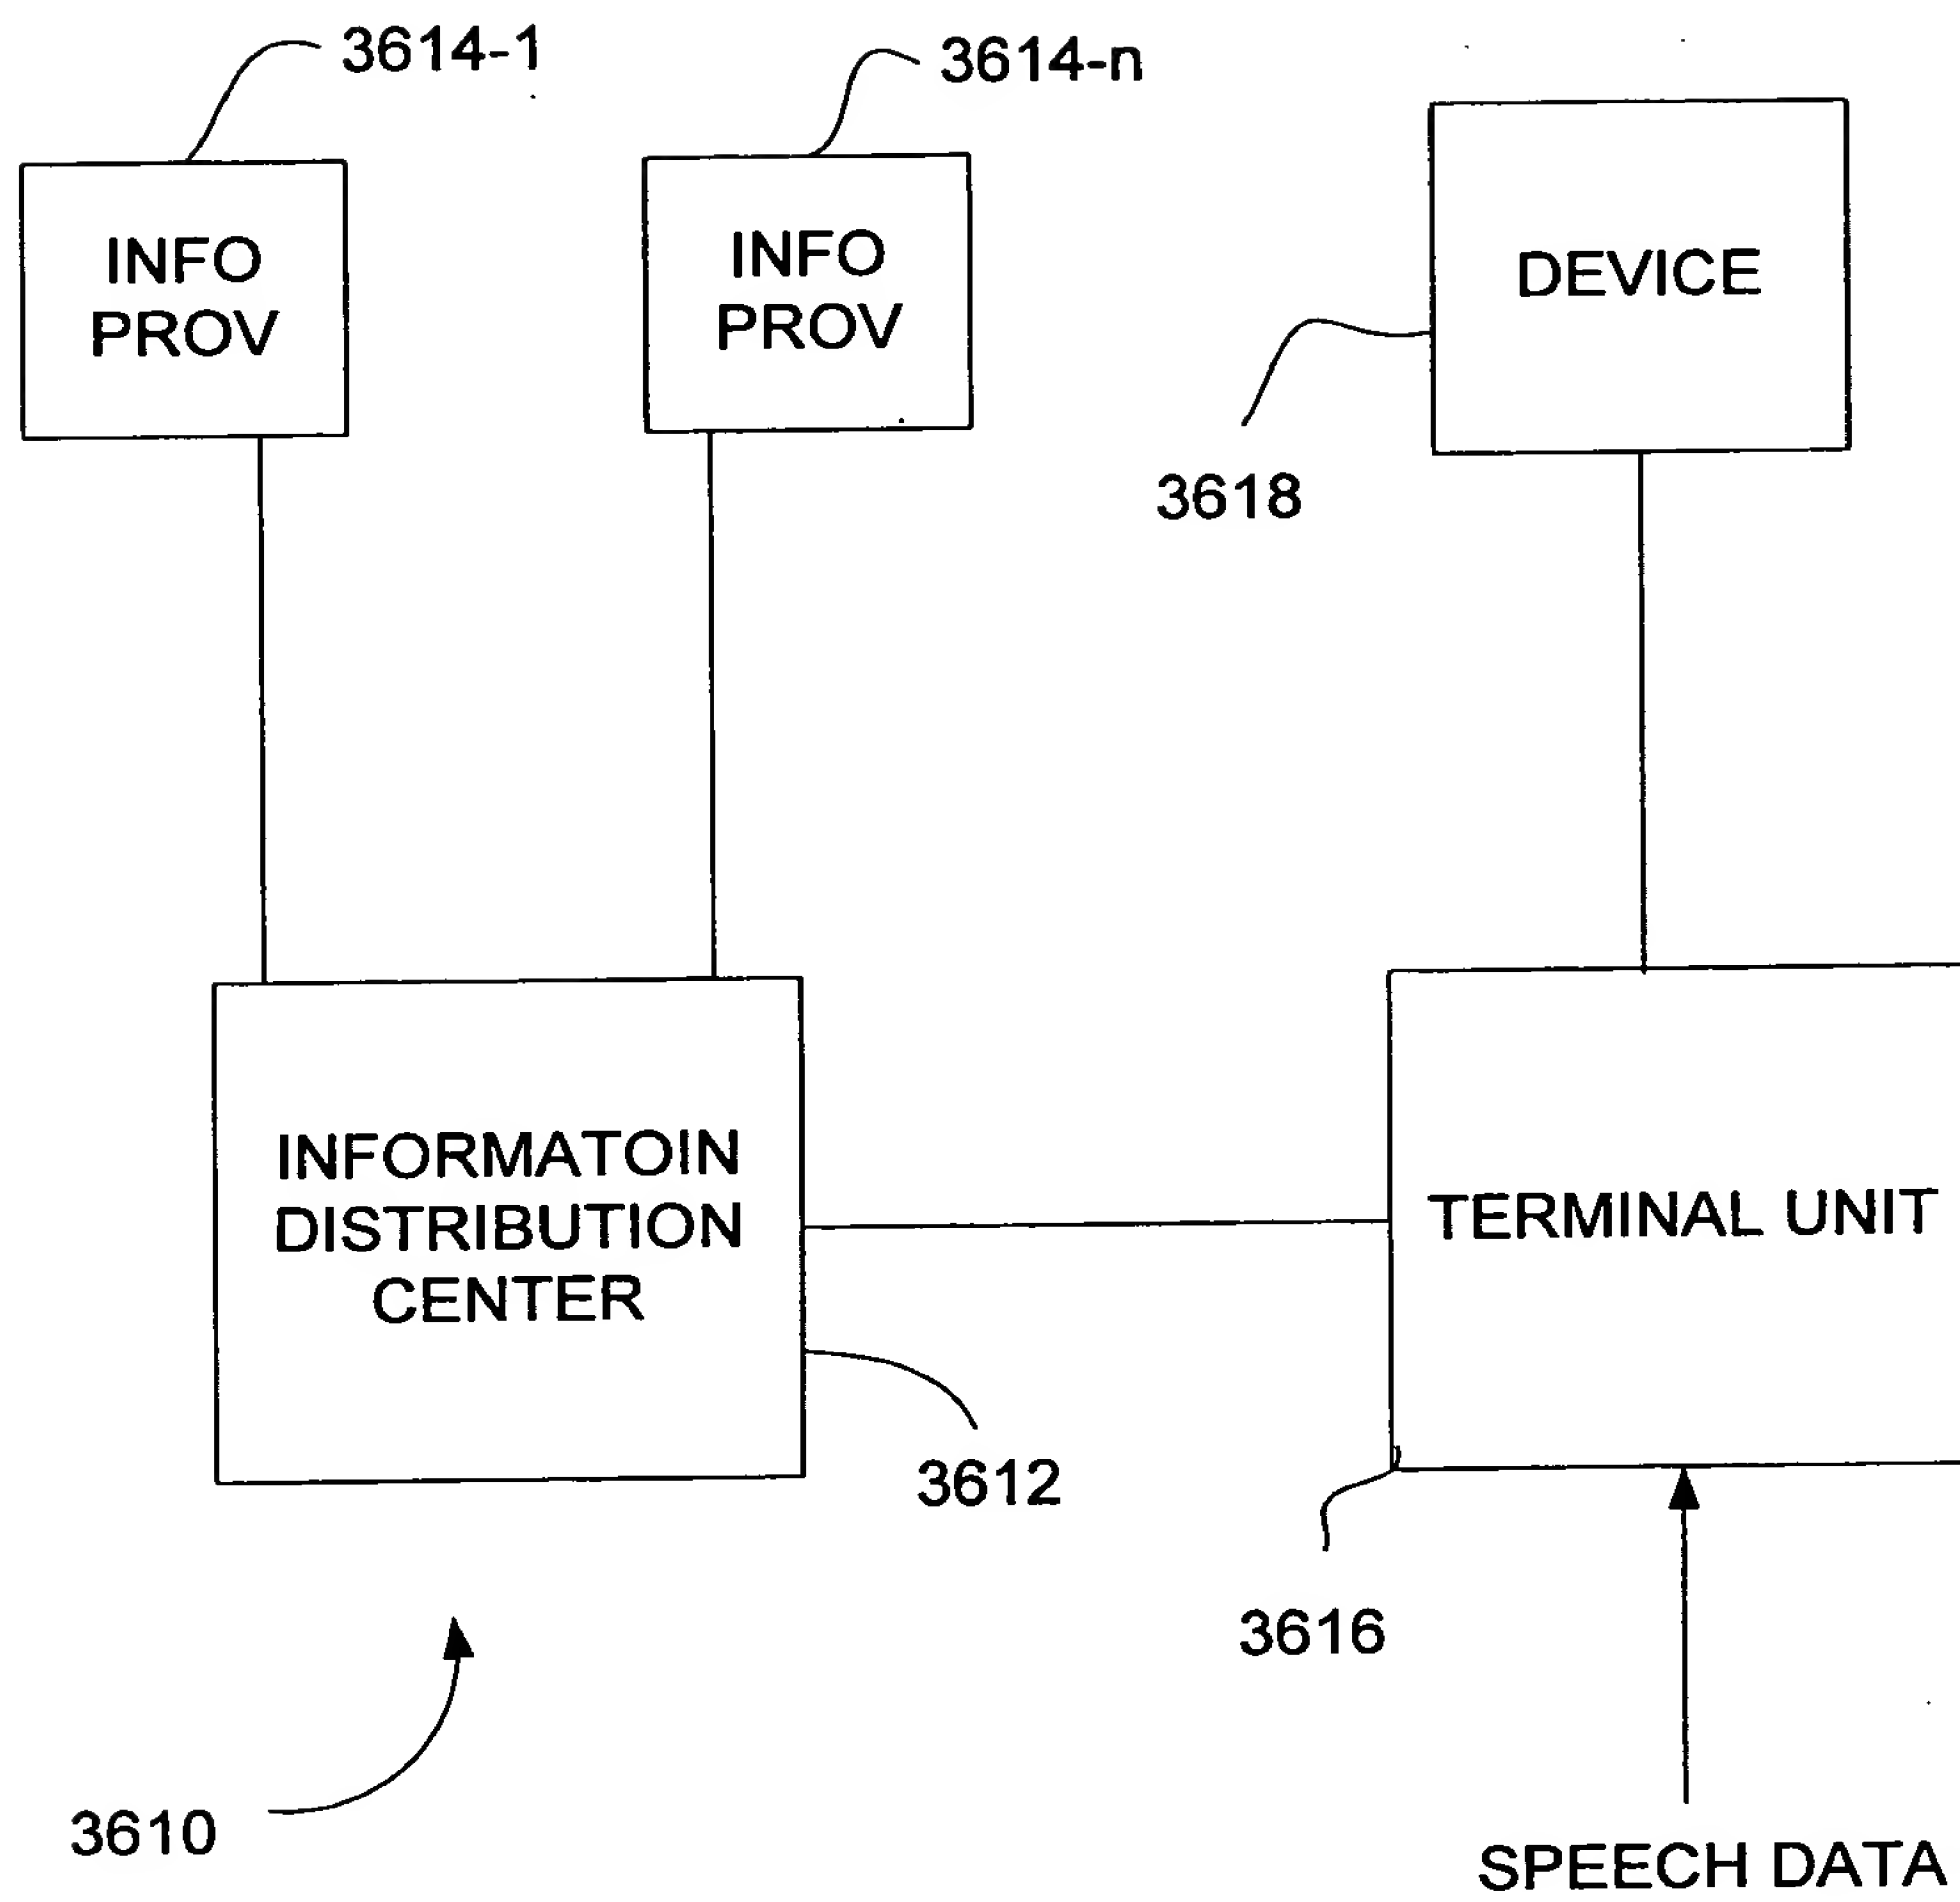 3614-1
3614-n
INFO
PROV
INFO
PROV
DEVICE
3618
INFORMATOIN
DISTRIBUTION
CENTER
TERMINAL UNIT
3612
3616
3610
SPEECH DATA